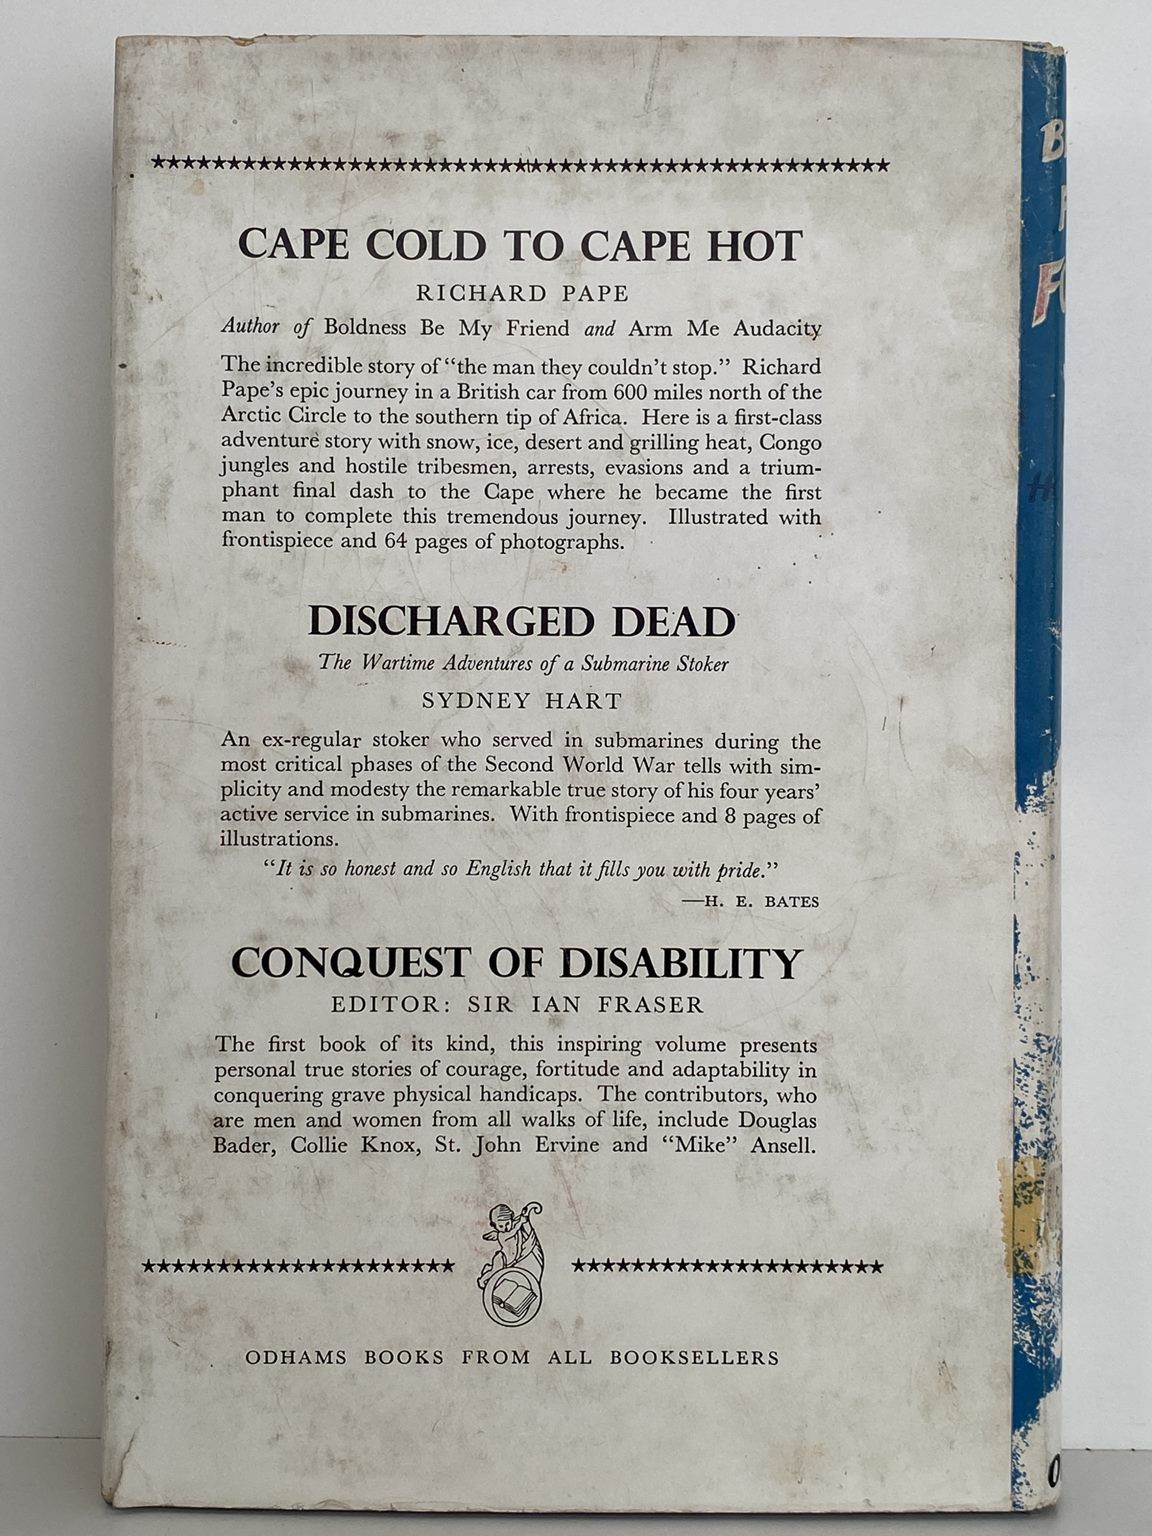 CAPE COLD TO CAPE HOT
RICHARD PAPE
Author of Boldness Be My Friend and Arm Me Audacity
The incredible story of "the man they couldn't stop." Richard
Pape's epic journey in a British car from 600 miles north of the
Arctic Circle to the southern tip of Africa. Here is a first-class
adventure story with snow, ice, desert and grilling heat, Congo
jungles and hostile tribesmen, arrests, evasions and a trium-
phant final dash to the Cape where he became the first
man to complete this tremendous journey. Illustrated with
frontispiece and 64 pages of photographs.
DISCHARGED DEAD
The Wartime Adventures of a Submarine Stoker
SYDNEY HART
An ex-regular stoker who served in submarines during the
most critical phases of the Second World War tells with sim-
plicity and modesty the remarkable true story of his four years'
active service in submarines. With frontispiece and 8 pages of
illustrations.
"It is so honest and so English that it fills you with pride."
—H. E. BATES
CONQUEST OF DISABILITY
EDITOR: SIR IAN FRASER
The first book of its kind, this inspiring volume presents
personal true stories of courage, fortitude and adaptability in
conquering grave physical handicaps. The contributors, who
are men and women from all walks of life, include Douglas
Bader, Collie Knox, St. John Ervine and "Mike" Ansell.
ODHAMS BOOKS FROM ALL BOOKSELLERS